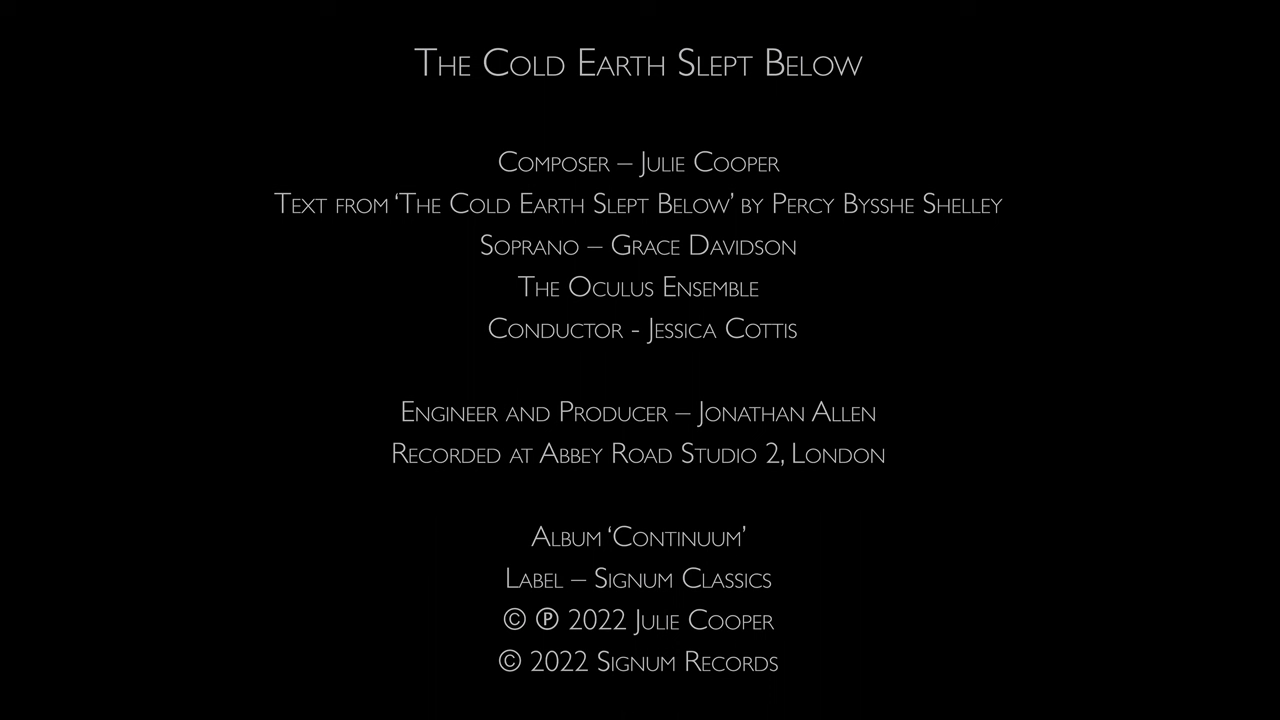 The Cold Earth Slept Below
Composer – Julie Cooper
Text from ‘The Cold Earth Slept Below’ by Percy Bysshe Shelley
Soprano – Grace Davidson
The Oculus Ensemble
Conductor - Jessica Cottis
Engineer and Producer – Jonathan Allen
Recorded at Abbey Road Studio 2, London
Album ‘Continuum’
Label – Signum Classics
© ℗ 2022 Julie Cooper
© 2022 Signum Records